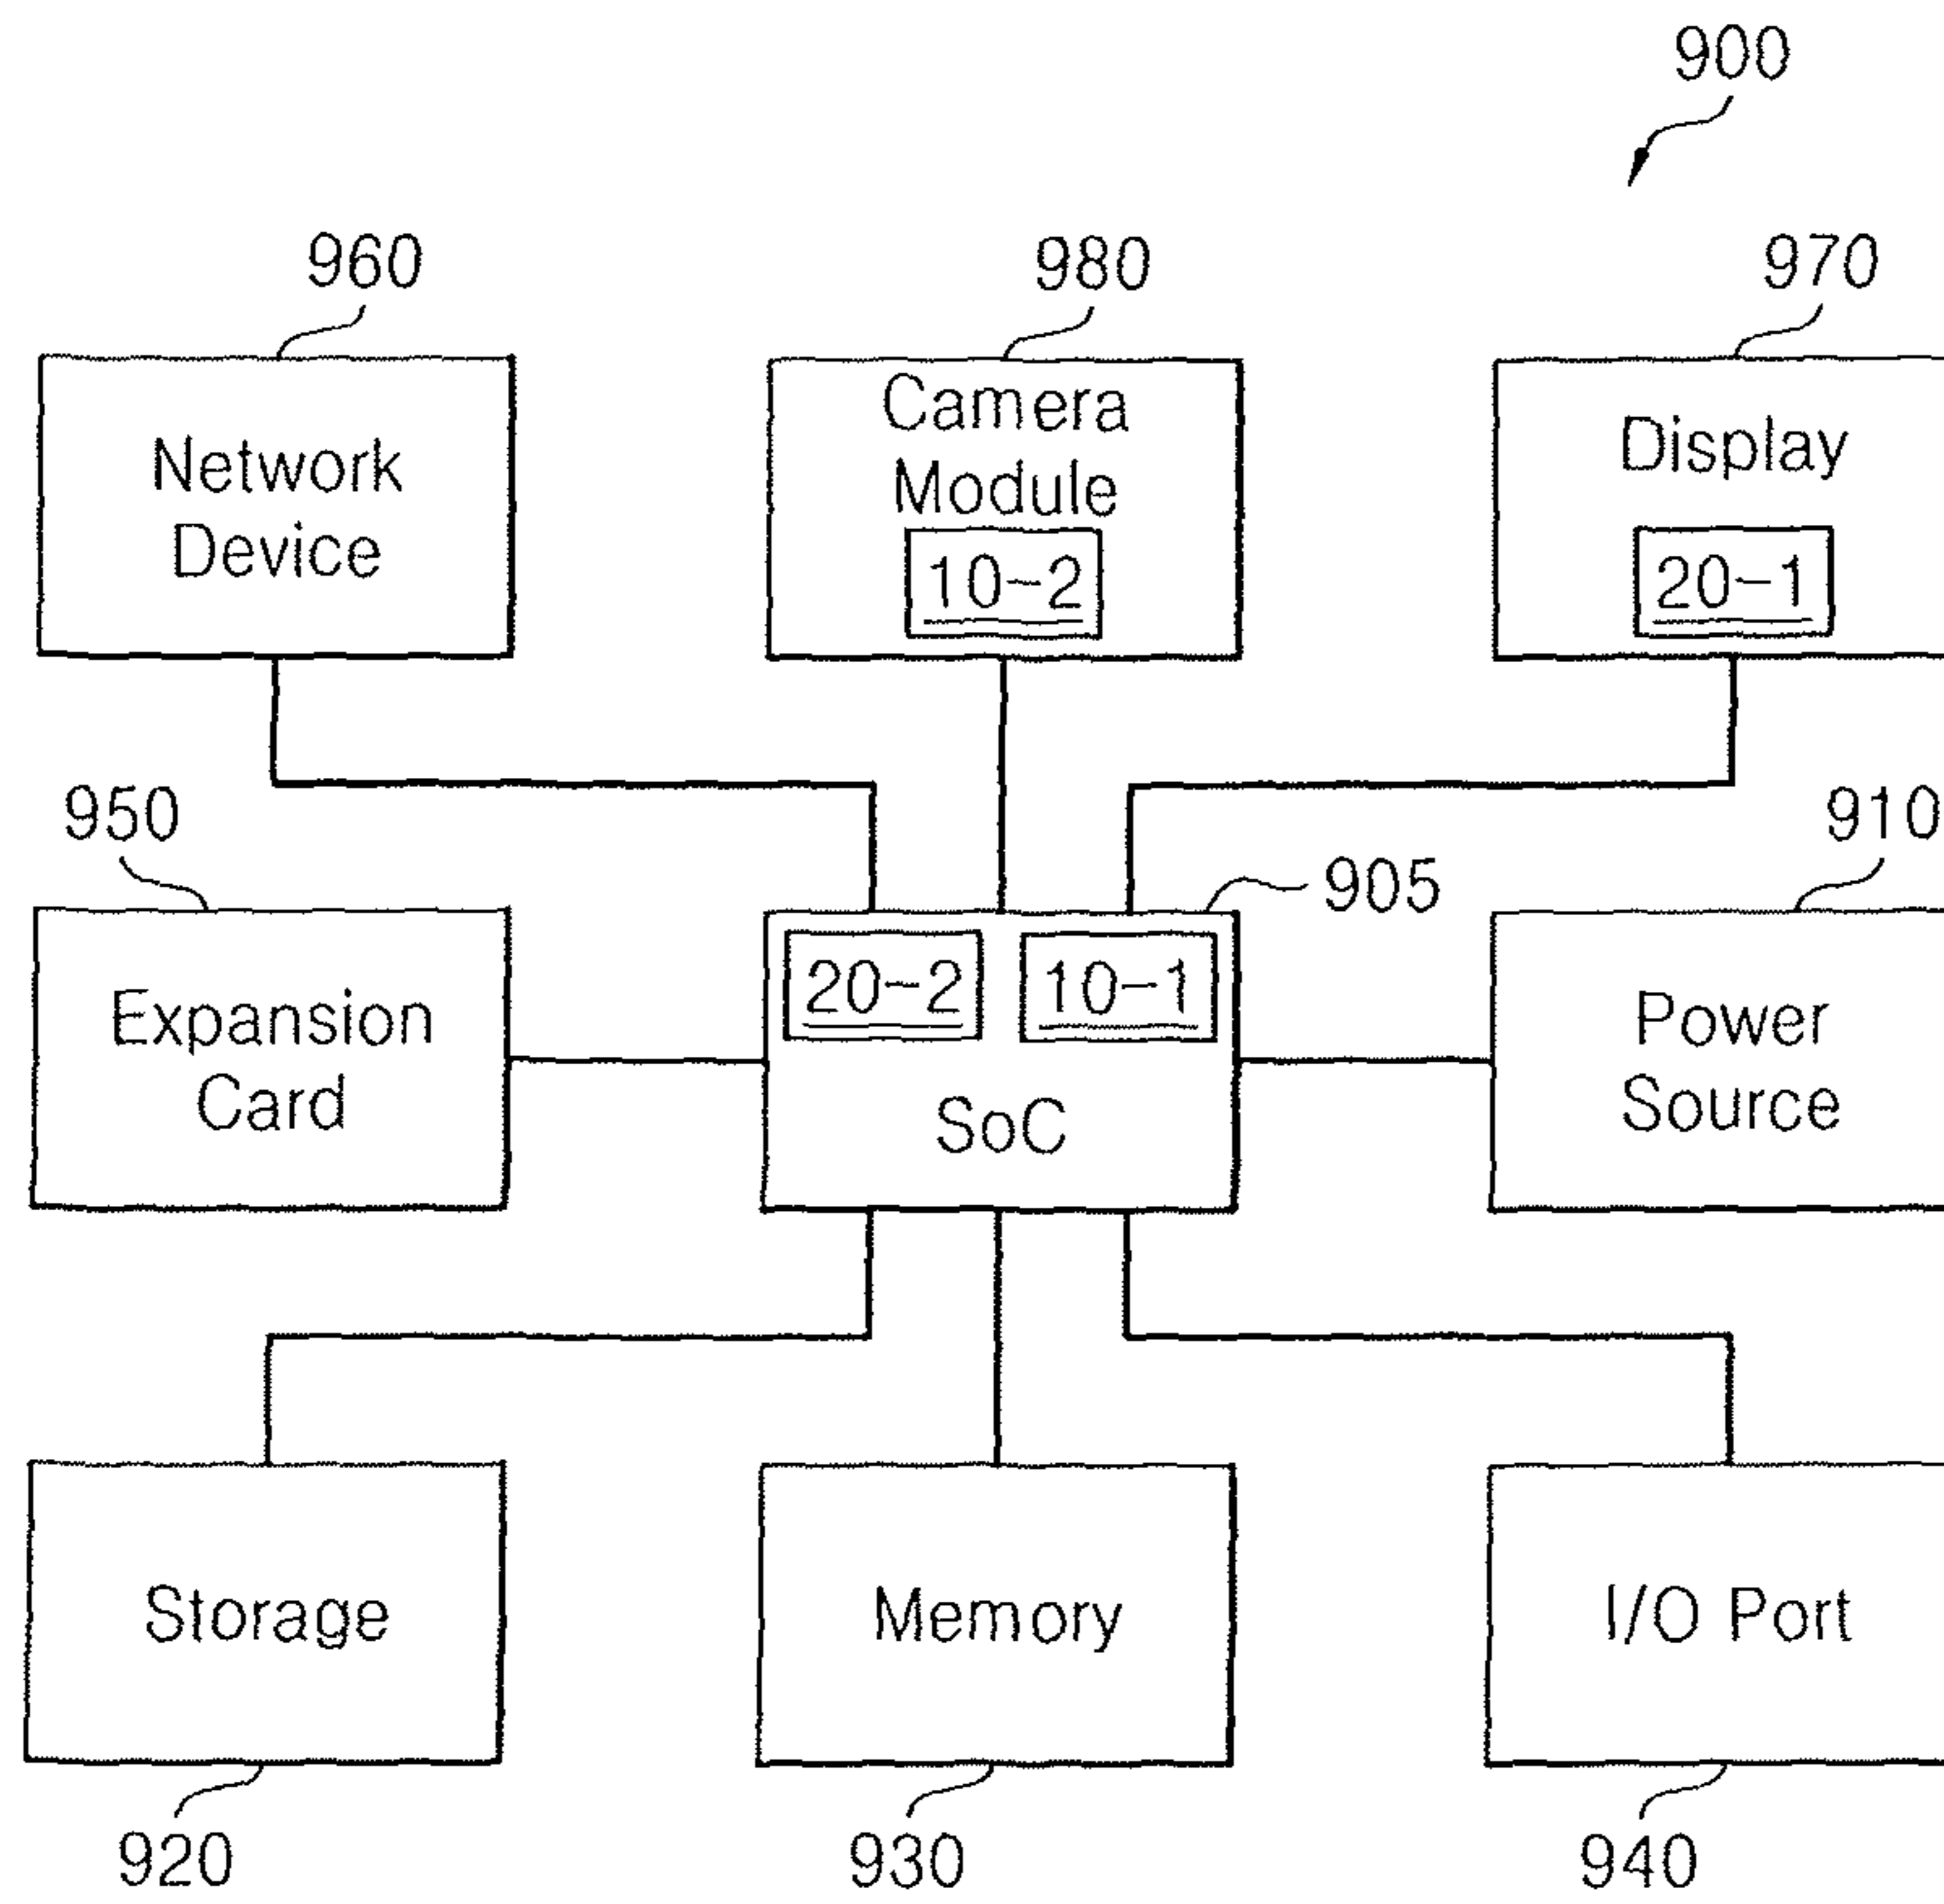 900
960
980
970
Network
Device
Camera
Module
10-2
Display
20-1
950
905
910
Expansion
Card
20-2
10-1
SoC
Power
Source
Storage
Memory
I/O Port
920
930
940